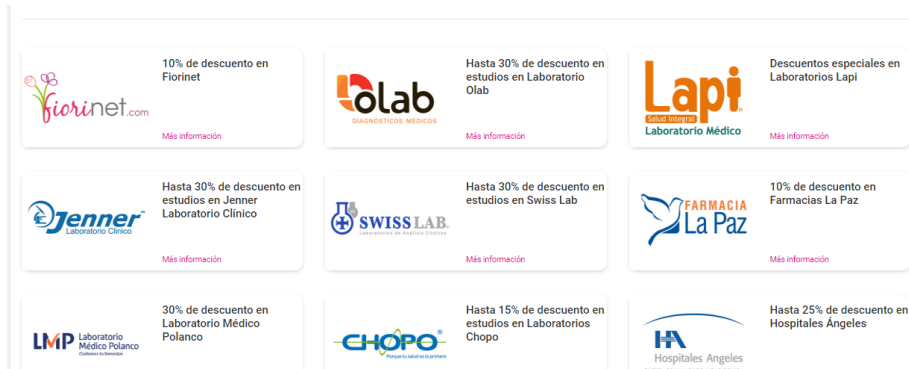 fiorinet.com
10% de descuento en
Fiorinet
Más información
olab
DIAGNÓSTICOS MÉDICOS
Hasta 30% de descuento en
estudios en Laboratorio
Olab
Más información
Lapi
Salud Integral
Laboratorio Médico
Descuentos especiales en
Laboratorios Lapi
Más información
Jenner
Laboratorio Clínico
Hasta 30% de descuento en
estudios en Jenner
Laboratorio Clínico
Más información
SWISS LAB.
Laboratorios de Análisis Clínicos
Hasta 30% de descuento en
estudios en Swiss Lab
Más información
FARMACIA
La Paz
10% de descuento en
Farmacias La Paz
Más información
LMP Laboratorio
Médico Polanco
Cuidamos tu bienestar
30% de descuento en
Laboratorio Médico
Polanco
CHOPO
Porque tu salud es lo primero
Hasta 15% de descuento en
estudios en Laboratorios
Chopo
HA
Hospitales Angeles
Hasta 25% de descuento en
Hospitales Ángeles